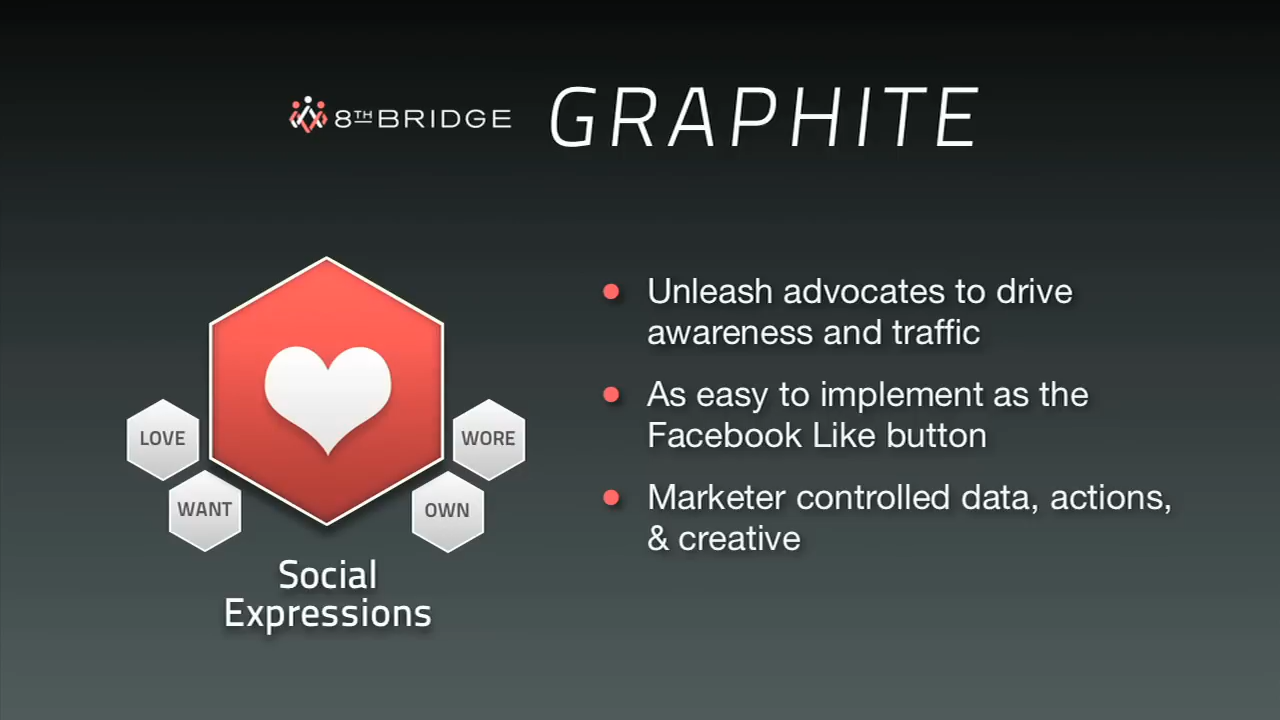 8TH BRIDGE GRAPHITE
LOVE
WANT
WORE
OWN
Social
Expressions
Unleash advocates to drive
awareness and traffic
As easy to implement as the
Facebook Like button
Marketer controlled data, actions,
& creative